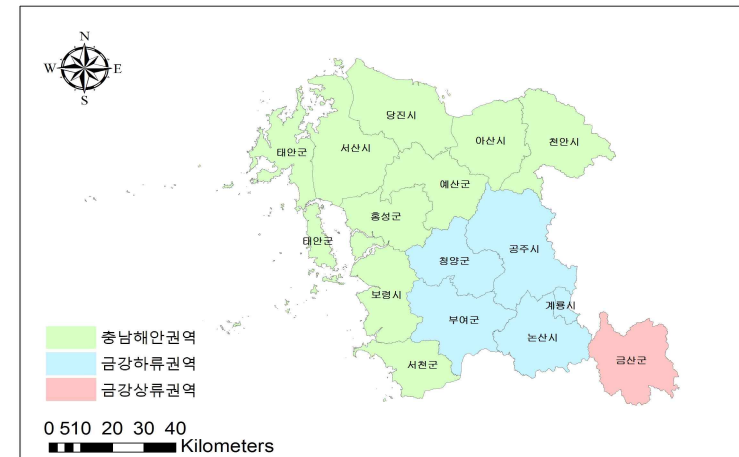 N
W E
S
당진시
아산시
천안시
서산시
태안군
예산군
홍성군
태안군
공주시
청양군
보령시
계룡시
부여군
논산시
서천군
금산군
충남해안권역
금강하류권역
금강상류권역
0 510 20 30 40
Kilometers